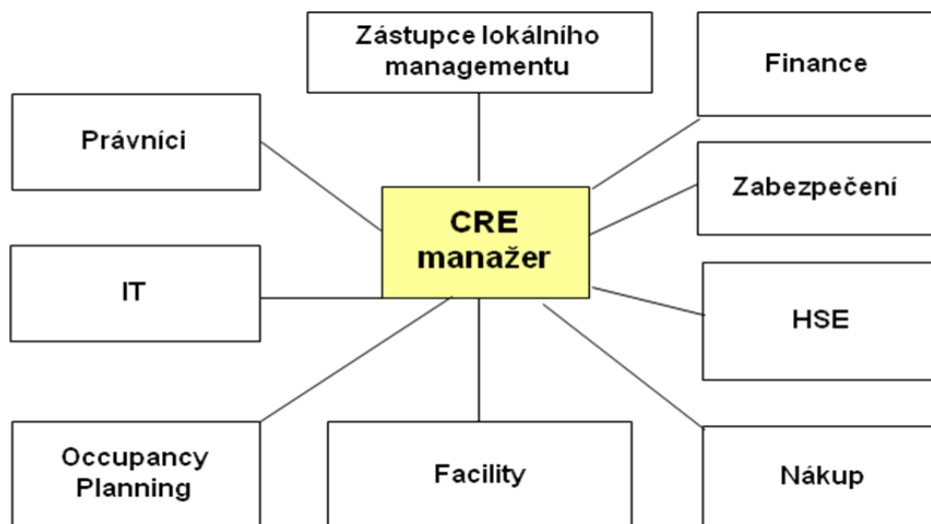 Zástupce lokálního
managementu
Finance
Právníci
Zabezpečení
CRE
manažer
IT
HSE
Occupancy
Planning
Facility
Nákup